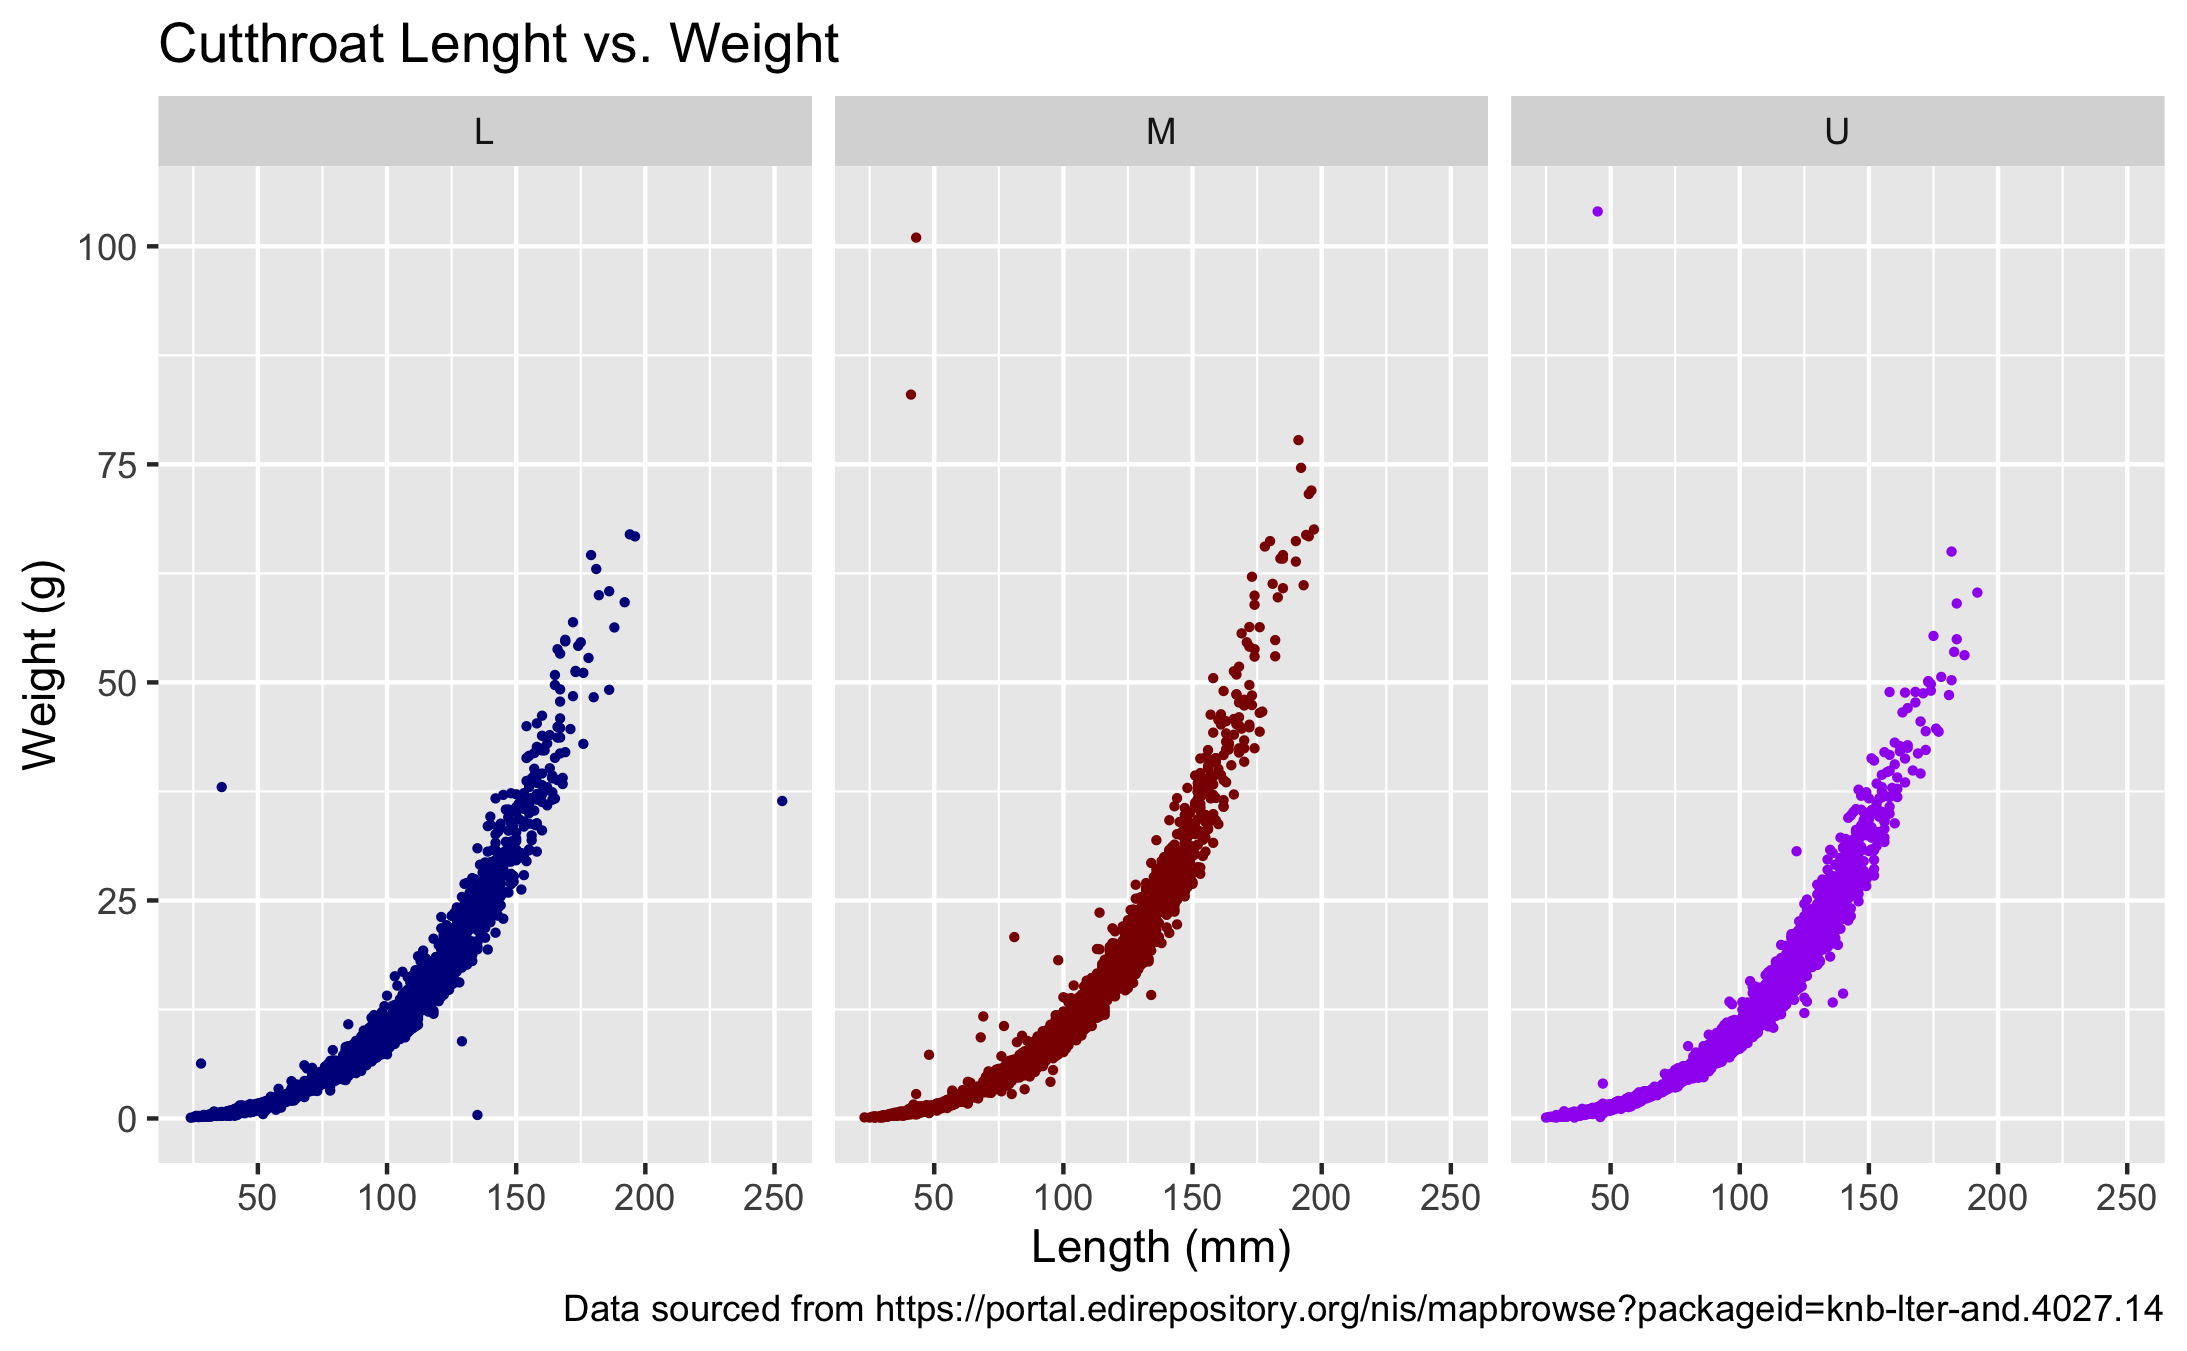 Cutthroat Lenght vs. Weight
L M U
Weight (g)
100
75
50
25
0
50 100 150 200 250 50 100 150 200 250 50 100 150 200 250
Length (mm)
Data sourced from https://portal.edirepository.org/nis/mapbrowse?packageid=knb-lter-and.4027.14